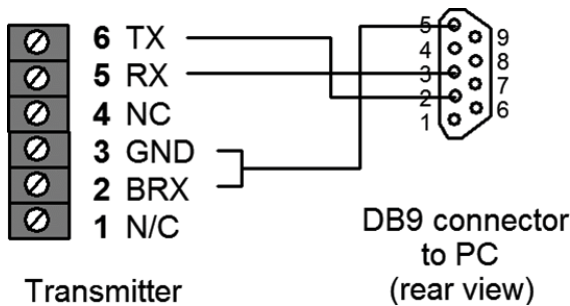 6 TX
5 RX
4 NC
3 GND
2 BRX
1 N/C
Transmitter
5
4
3
2
1
9
8
7
6
DB9 connector
to PC
(rear view)